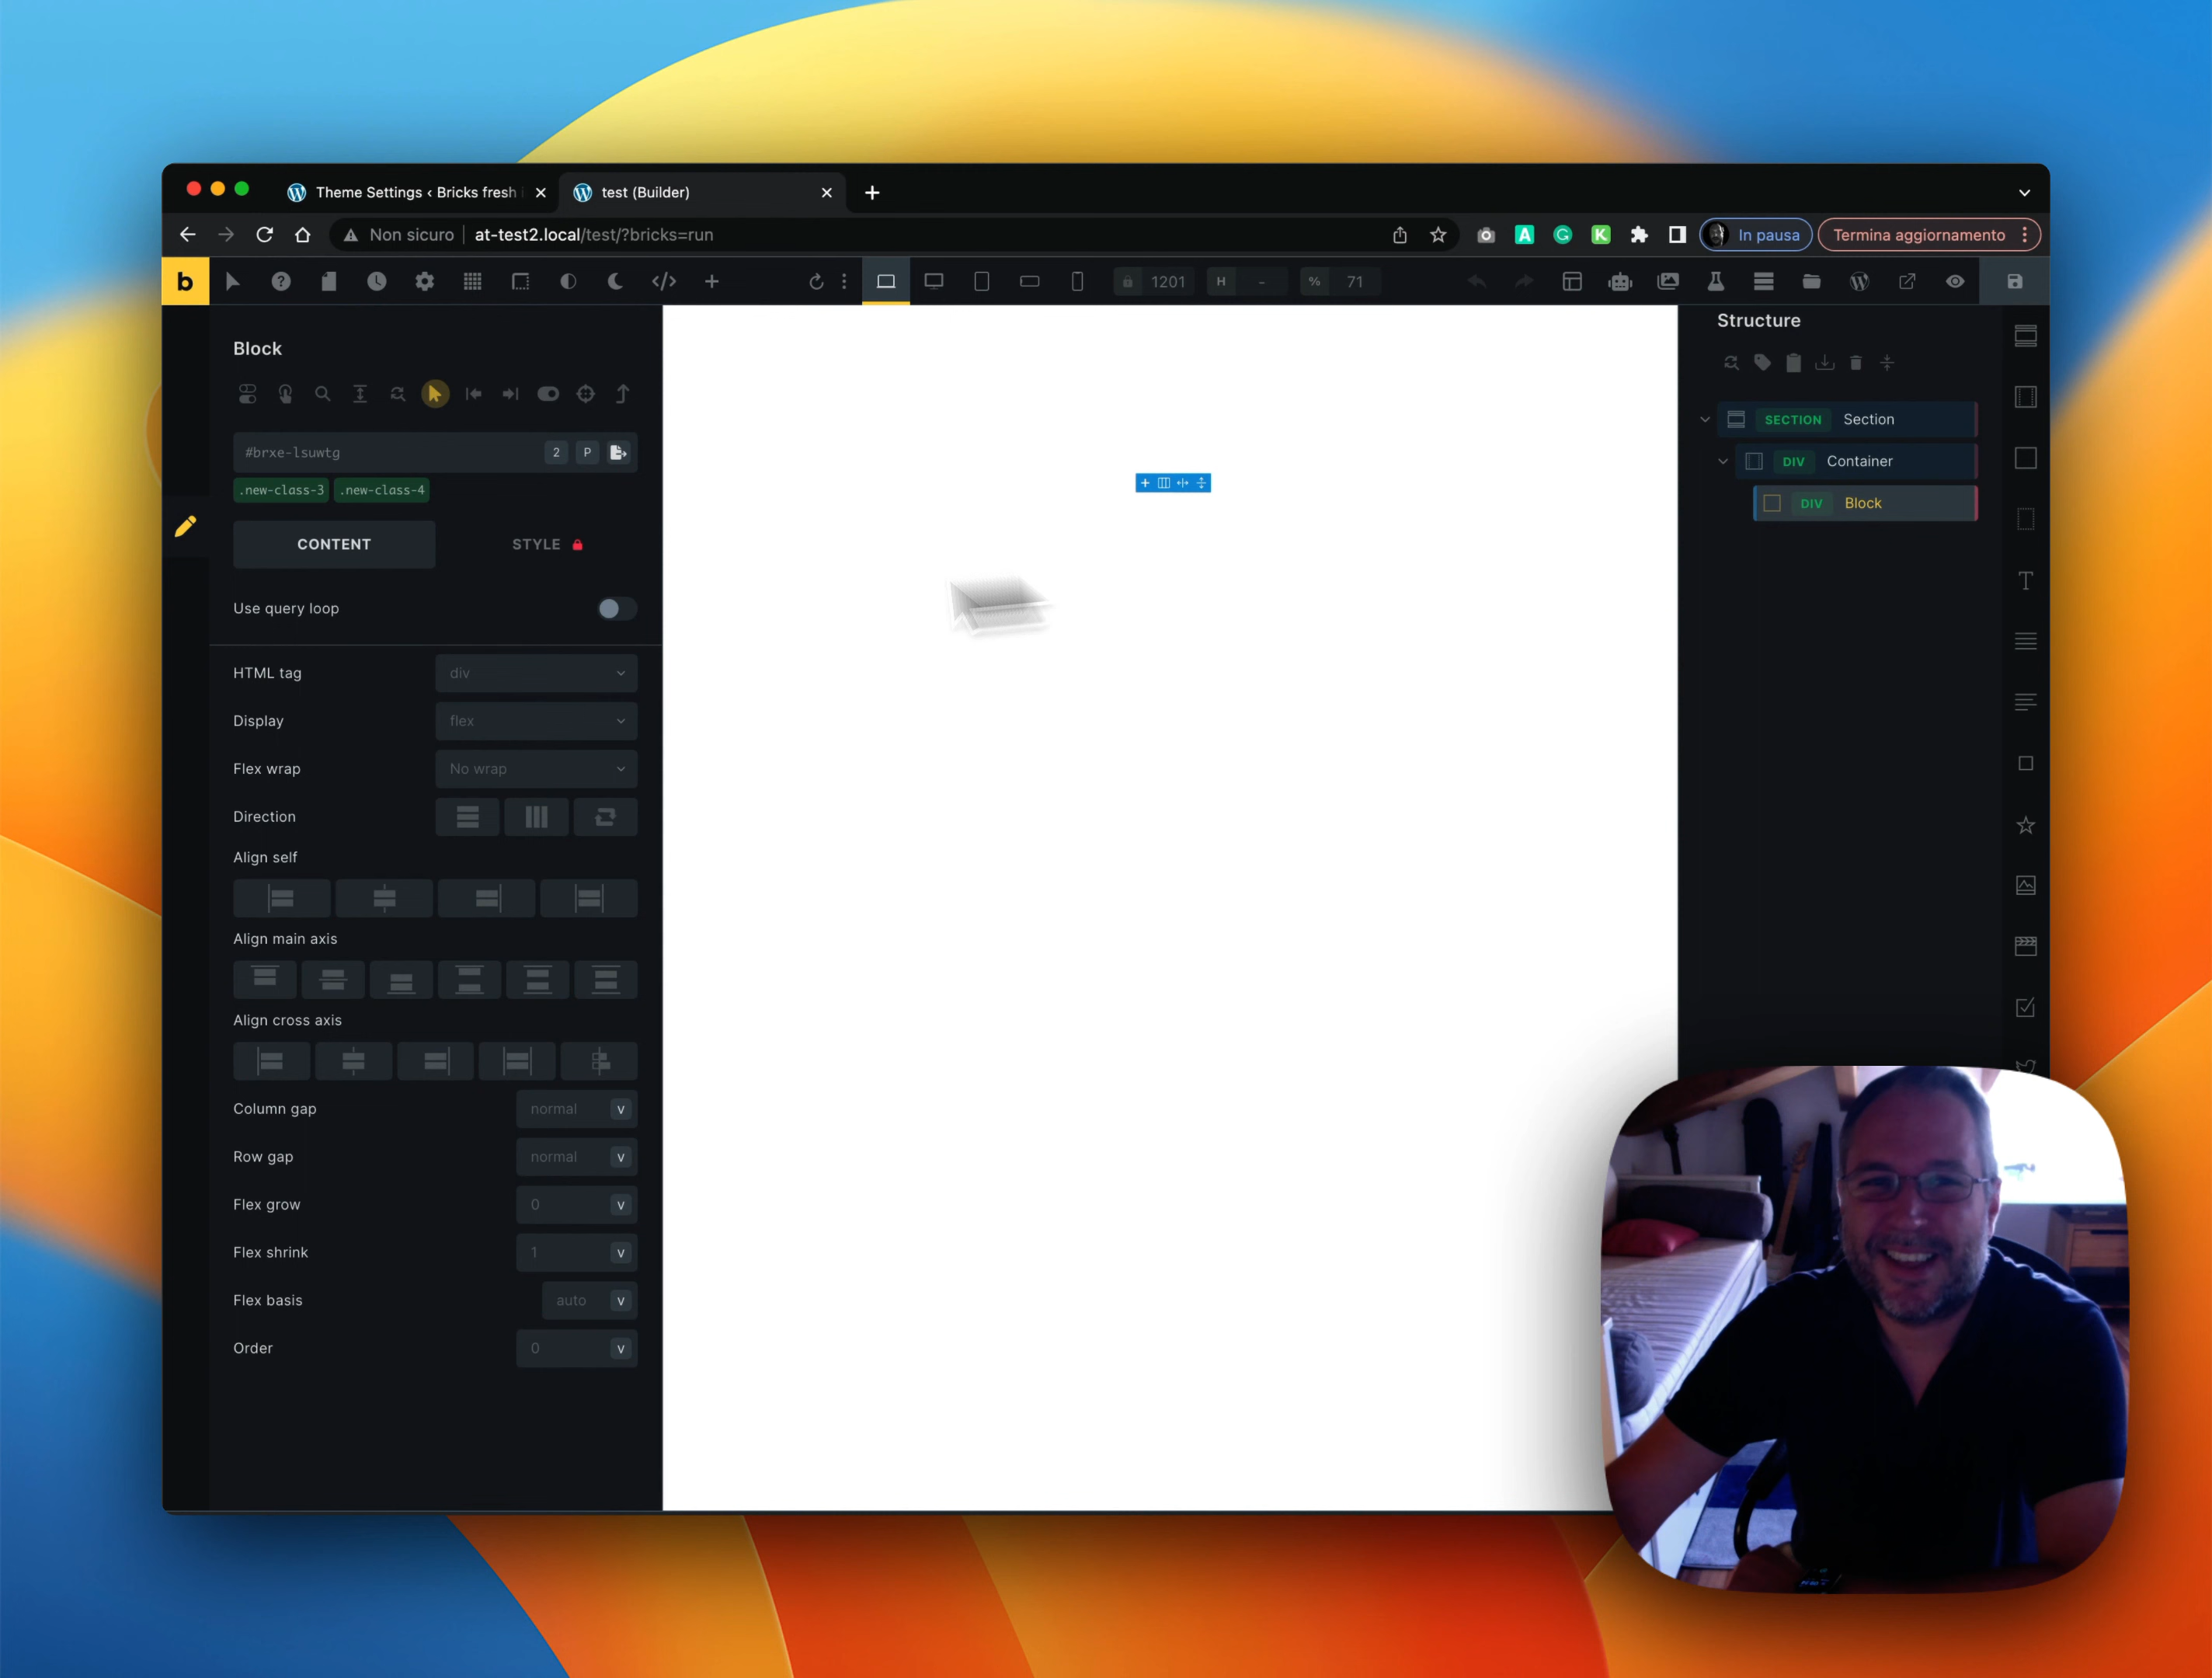 Theme Settings ‹ Bricks fresh i
test (Builder)
Non sicuro | at-test2.local/test/?bricks=run
A
G
K
In pausa
Termina aggiornamento
b
1201
H
-
%
71
Block
#brxe-lsuwtg
2
P
.new-class-3
.new-class-4
CONTENT
STYLE
Use query loop
HTML tag
div
Display
flex
Flex wrap
No wrap
Direction
Align self
Align main axis
Align cross axis
Column gap
normal
V
Row gap
normal
V
Flex grow
0
V
Flex shrink
1
V
Flex basis
auto
V
Order
0
V
Structure
SECTION Section
DIV Container
DIV Block